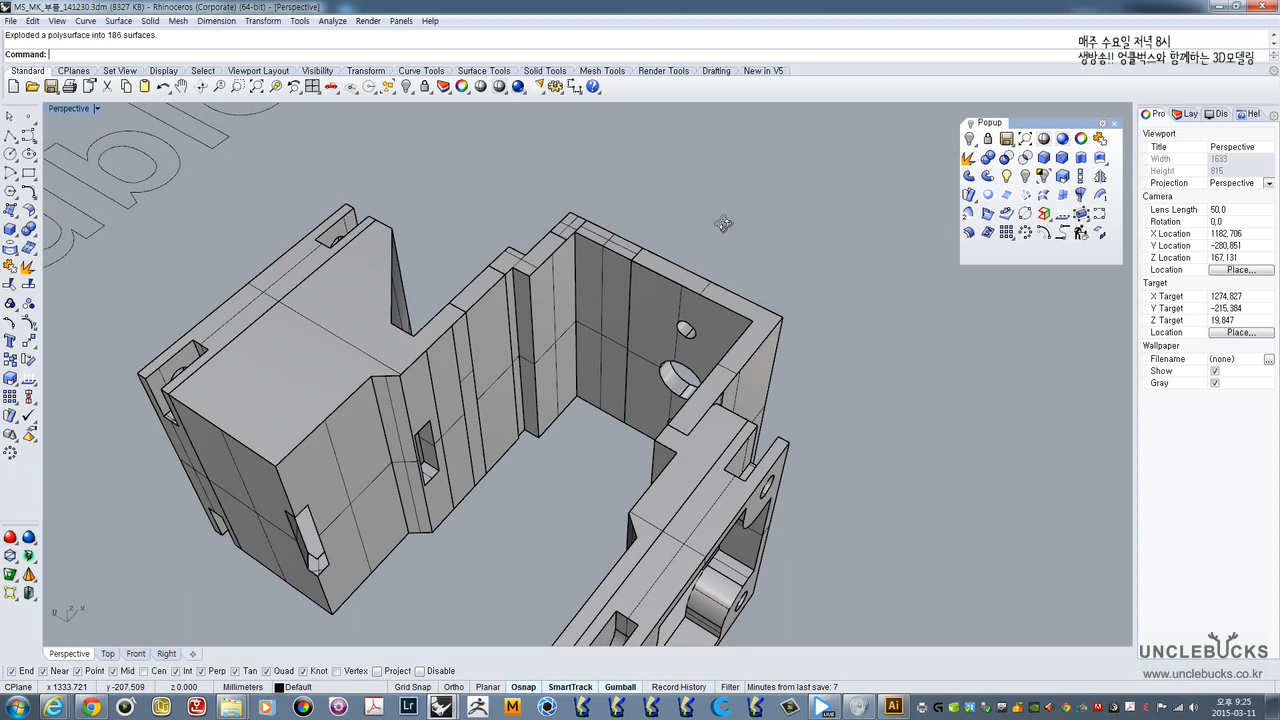 MS_MK_부품_141230.3dm (8327 KB) - Rhinoceros (Corporate) (64-bit) - [Perspective]
File Edit View Curve Surface Solid Mesh Dimension Transform Tools Analyze Render Panels Help
Exploded a polysurface into 186 surfaces.
Command:
매주 수요일 저녁 8시
생방송!! 엉클벅스와 함께하는 3D모델링
Standard CPlanes Set View Display Select Viewport Layout Visibility Transform Curve Tools Surface Tools Solid Tools Mesh Tools Render Tools Drafting New in V5
Perspective
Popup
Pro Lay Dis Hel
Viewport
Title Perspective
Width 1633
Height 815
Projection Perspective
Camera
Lens Length 50,0
Rotation 0,0
X Location 1182,706
Y Location -280,851
Z Location 167,131
Location Place...
Target
X Target 1274,827
Y Target -215,384
Z Target 19,847
Location Place...
Wallpaper
Filename (none) ...
Show
Gray
Perspective Top Front Right
End Near Point Mid Cen Int Perp Tan Quad Knot Vertex Project Disable
CPlane x 1333.721 y -207.509 z 0.000 Millimeters Default Grid Snap Ortho Planar Osnap SmartTrack Gumball Record History Filter Minutes from last save: 7
UNCLEBUCKS
www.unclebucks.co.kr
오후 9:25
2015-03-11